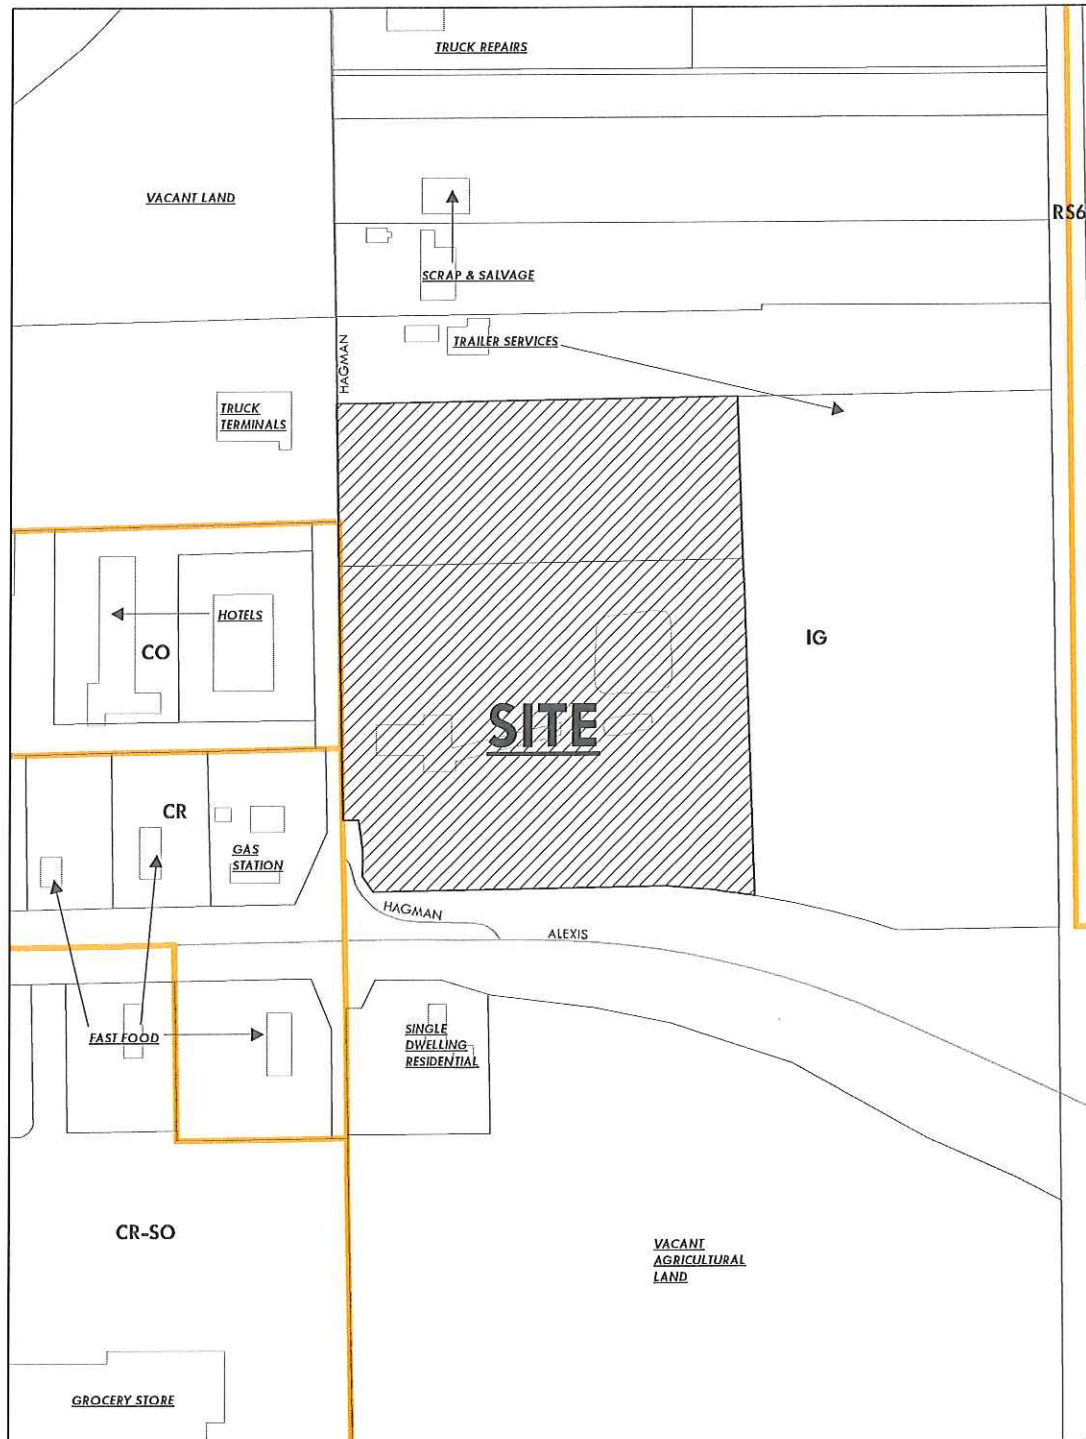 TRUCK REPAIRS
VACANT LAND
RS6
SCRAP & SALVAGE
HAGMAN
TRAILER SERVICES
TRUCK
TERMINALS
HOTELS
CO
IG
SITE
CR
GAS
STATION
HAGMAN
ALEXIS
FAST FOOD
SINGLE
DWELLING
RESIDENTIAL
CR-SO
VACANT
AGRICULTURAL
LAND
GROCERY STORE